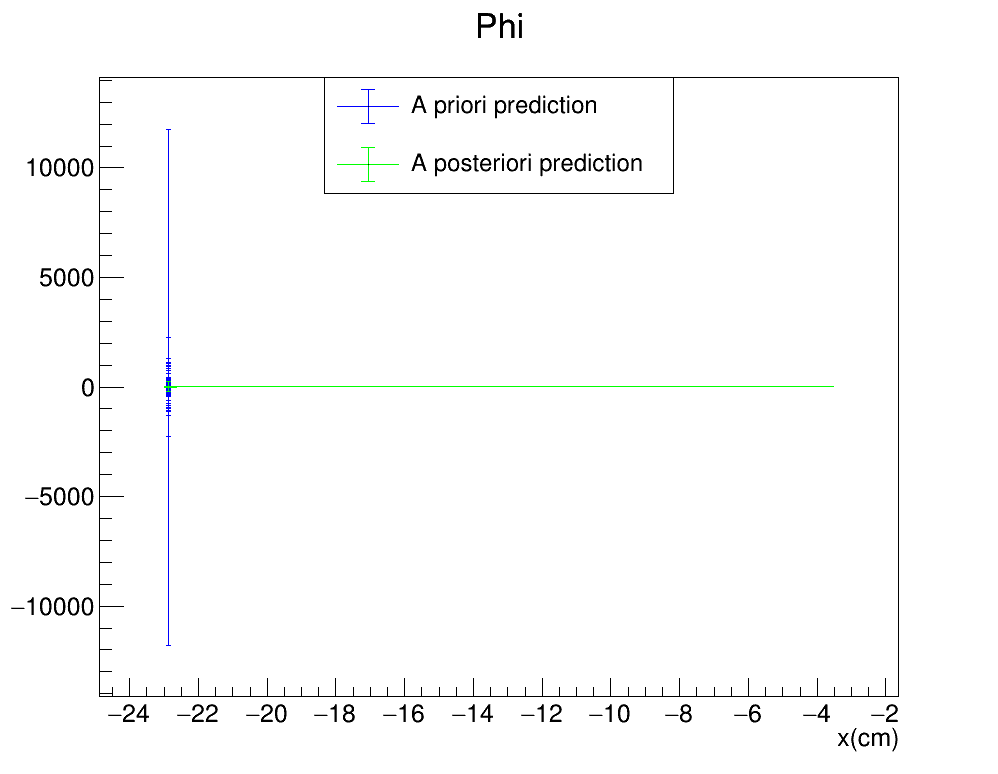 Phi
A priori prediction
A posteriori prediction
10000
5000
0
−5000
−10000
−24 −22 −20 −18 −16 −14 −12 −10 −8 −6 −4 −2
x(cm)